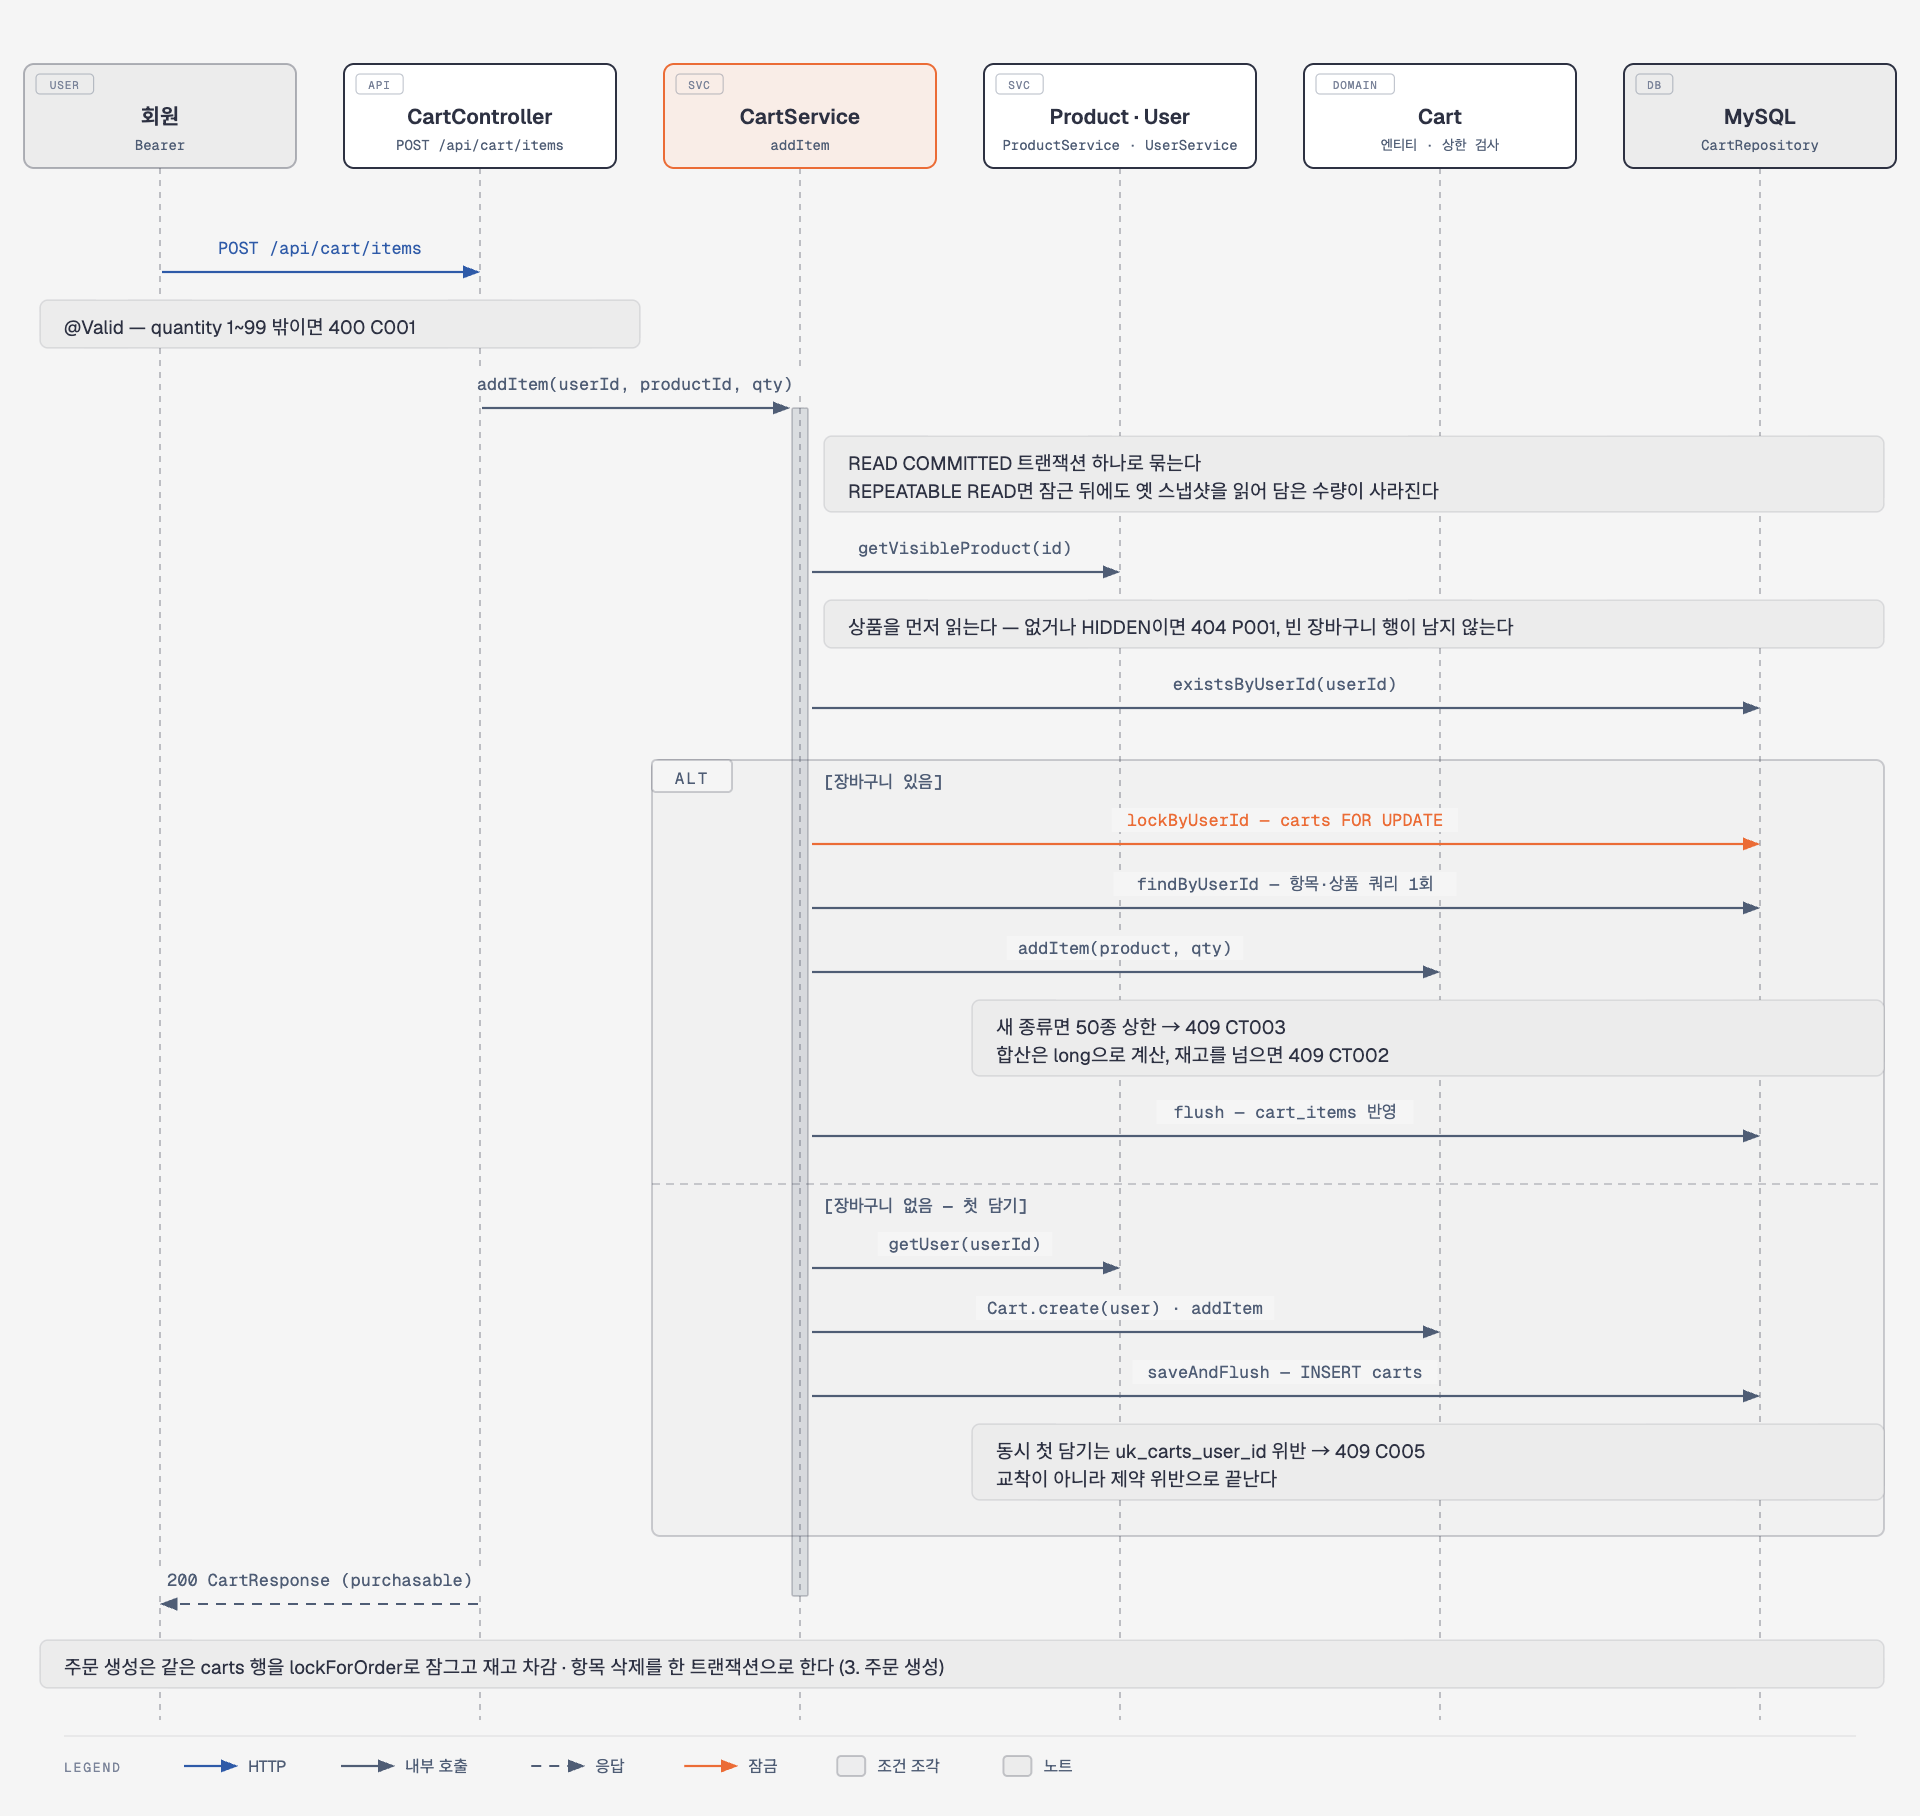 USER
회원
Bearer
API
CartController
POST /api/cart/items
SVC
CartService
addItem
SVC
Product · User
ProductService · UserService
DOMAIN
Cart
엔티티 · 상한 검사
DB
MySQL
CartRepository
POST /api/cart/items
@Valid — quantity 1~99 밖이면 400 C001
addItem(userId, productId, qty)
READ COMMITTED 트랜잭션 하나로 묶는다
REPEATABLE READ면 잠근 뒤에도 옛 스냅샷을 읽어 담은 수량이 사라진다
getVisibleProduct(id)
상품을 먼저 읽는다 — 없거나 HIDDEN이면 404 P001, 빈 장바구니 행이 남지 않는다
existsByUserId(userId)
ALT
[장바구니 있음]
lockByUserId — carts FOR UPDATE
findByUserId — 항목·상품 쿼리 1회
addItem(product, qty)
새 종류면 50종 상한 → 409 CT003
합산은 long으로 계산, 재고를 넘으면 409 CT002
flush — cart_items 반영
[장바구니 없음 — 첫 담기]
getUser(userId)
Cart.create(user) · addItem
saveAndFlush — INSERT carts
동시 첫 담기는 uk_carts_user_id 위반 → 409 C005
교착이 아니라 제약 위반으로 끝난다
200 CartResponse (purchasable)
주문 생성은 같은 carts 행을 lockForOrder로 잠그고 재고 차감 · 항목 삭제를 한 트랜잭션으로 한다 (3. 주문 생성)
LEGEND
HTTP
내부 호출
응답
잠금
조건 조각
노트